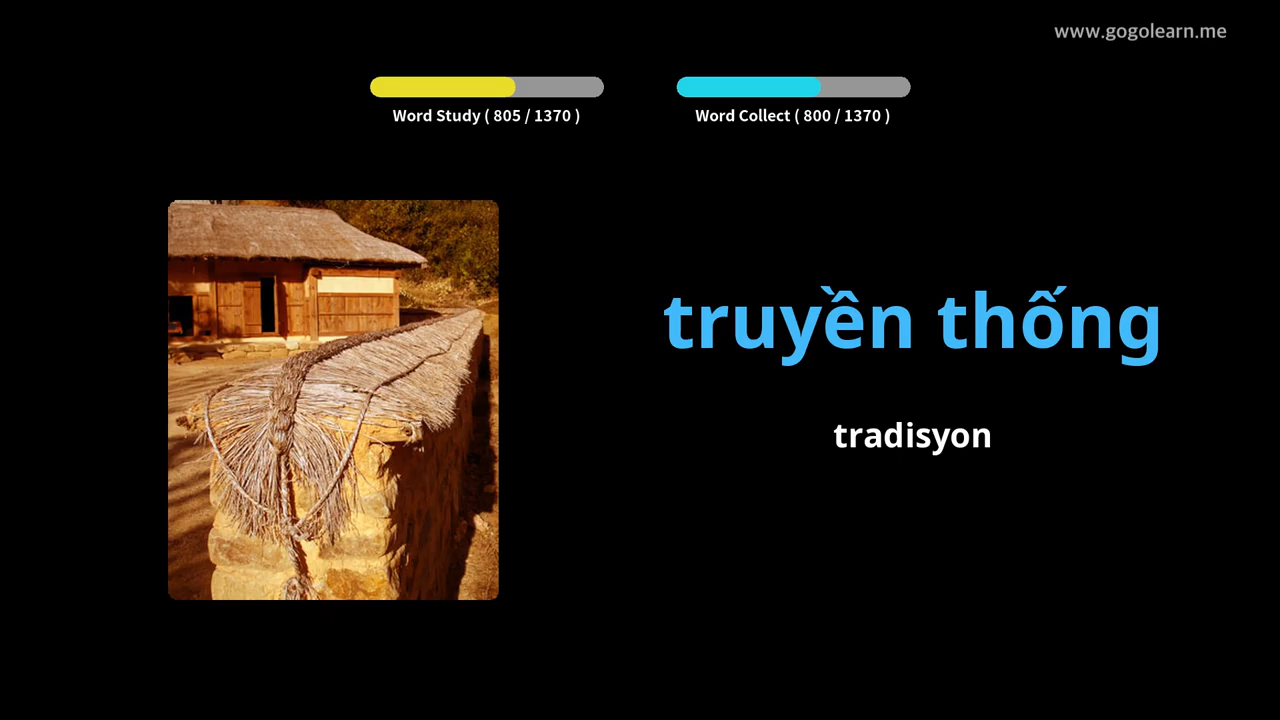 www.gogolearn.me
Word Study ( 805 / 1370 )
Word Collect ( 800 / 1370 )
truyền thống
tradisyon